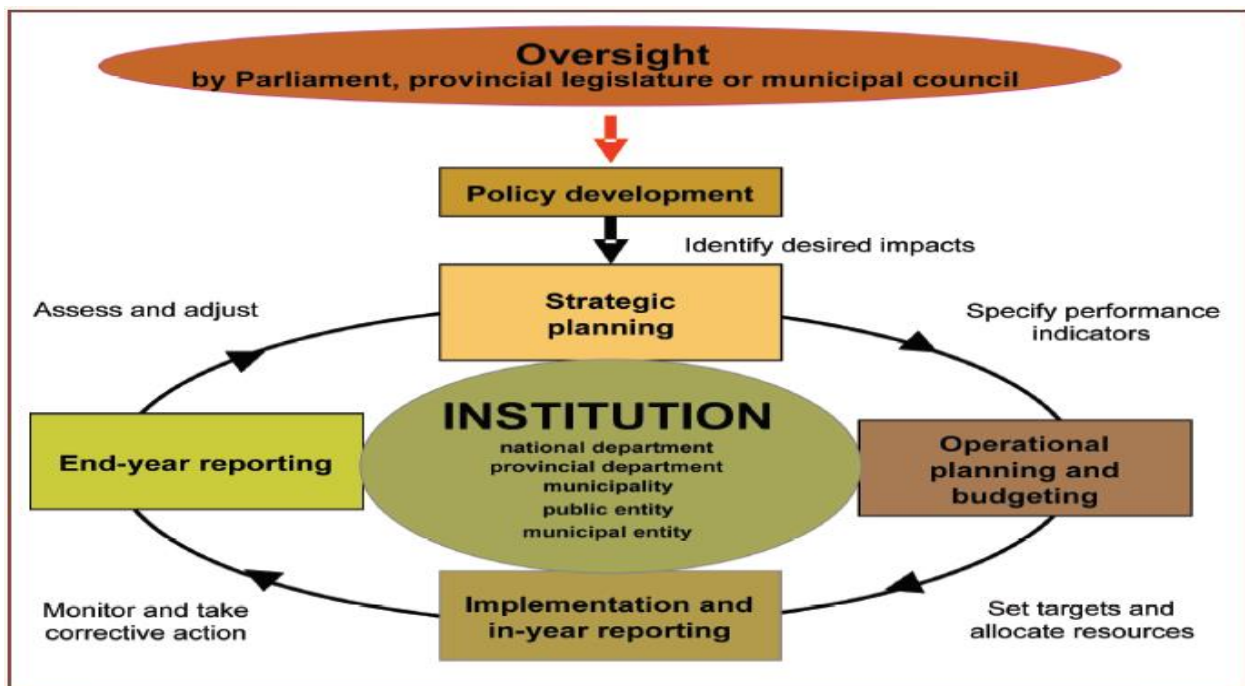 Oversight
by Parliament, provincial legislature or municipal council
Policy development
Identify desired impacts
Strategic
planning
Assess and adjust
Specify performance
indicators
INSTITUTION
national department
provincial department
municipality
public entity
municipal entity
End-year reporting
Operational
planning and
budgeting
Implementation and
in-year reporting
Monitor and take
corrective action
Set targets and
allocate resources